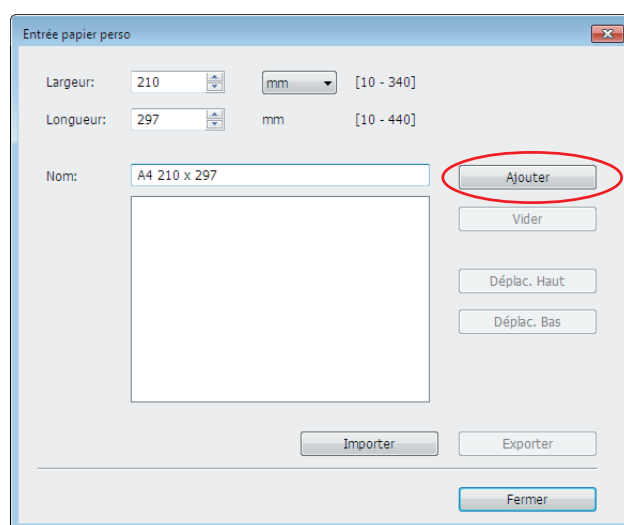 Entrée papier perso
Largeur: 210 mm [10 - 340]
Longueur: 297 mm [10 - 440]
Nom: A4 210 x 297 Ajouter
Vider
Déplac. Haut
Déplac. Bas
Importer Exporter
Fermer